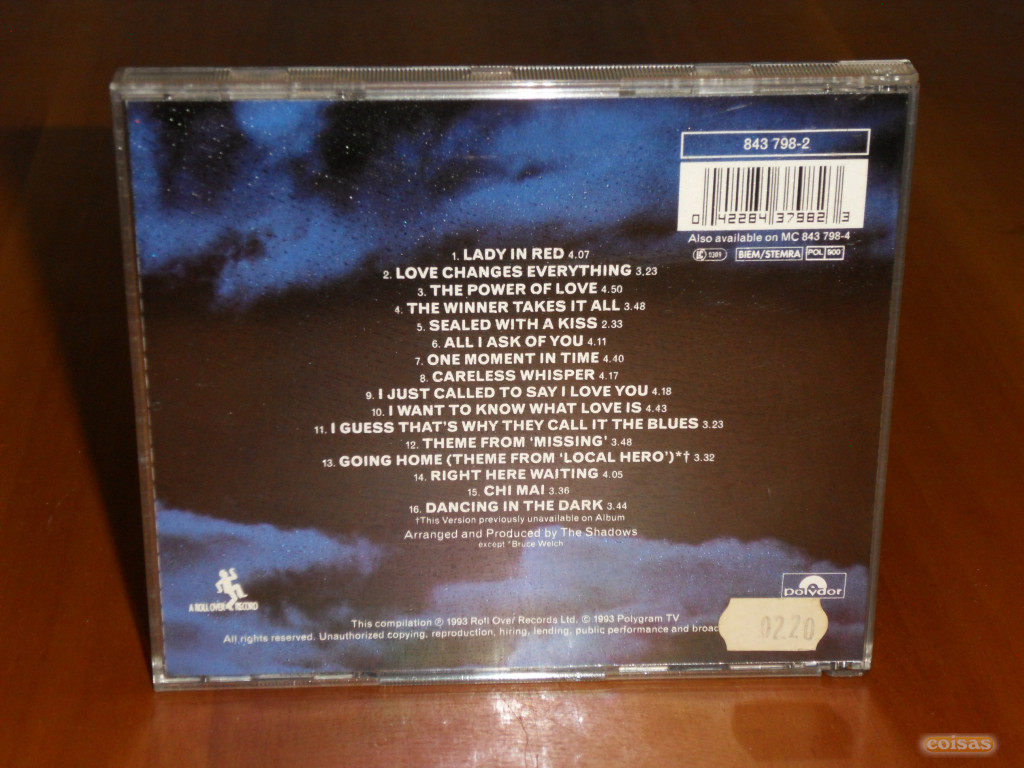 843 798-2
0 42284 37982 3
Also available on MC 843 798-4
BIEM/STEMRA POL 900
1. LADY IN RED 4.07
2. LOVE CHANGES EVERYTHING 3.23
3. THE POWER OF LOVE 4.50
4. THE WINNER TAKES IT ALL 3.48
5. SEALED WITH A KISS 2.33
6. ALL I ASK OF YOU 4.11
7. ONE MOMENT IN TIME 4.40
8. CARELESS WHISPER 4.17
9. I JUST CALLED TO SAY I LOVE YOU 4.18
10. I WANT TO KNOW WHAT LOVE IS 4.43
11. I GUESS THAT'S WHY THEY CALL IT THE BLUES 3.23
12. THEME FROM 'MISSING' 3.48
13. GOING HOME (THEME FROM 'LOCAL HERO')*† 3.32
14. RIGHT HERE WAITING 4.05
15. CHI MAI 3.36
16. DANCING IN THE DARK 3.44
†This Version previously unavailable on Album
Arranged and Produced by The Shadows
except *Bruce Welch
A ROLL OVER RECORD
polydor
This compilation ℗ 1993 Roll Over Records Ltd. © 1993 Polygram TV
All rights reserved. Unauthorized copying, reproduction, hiring, lending, public performance and broad
0220
coisas